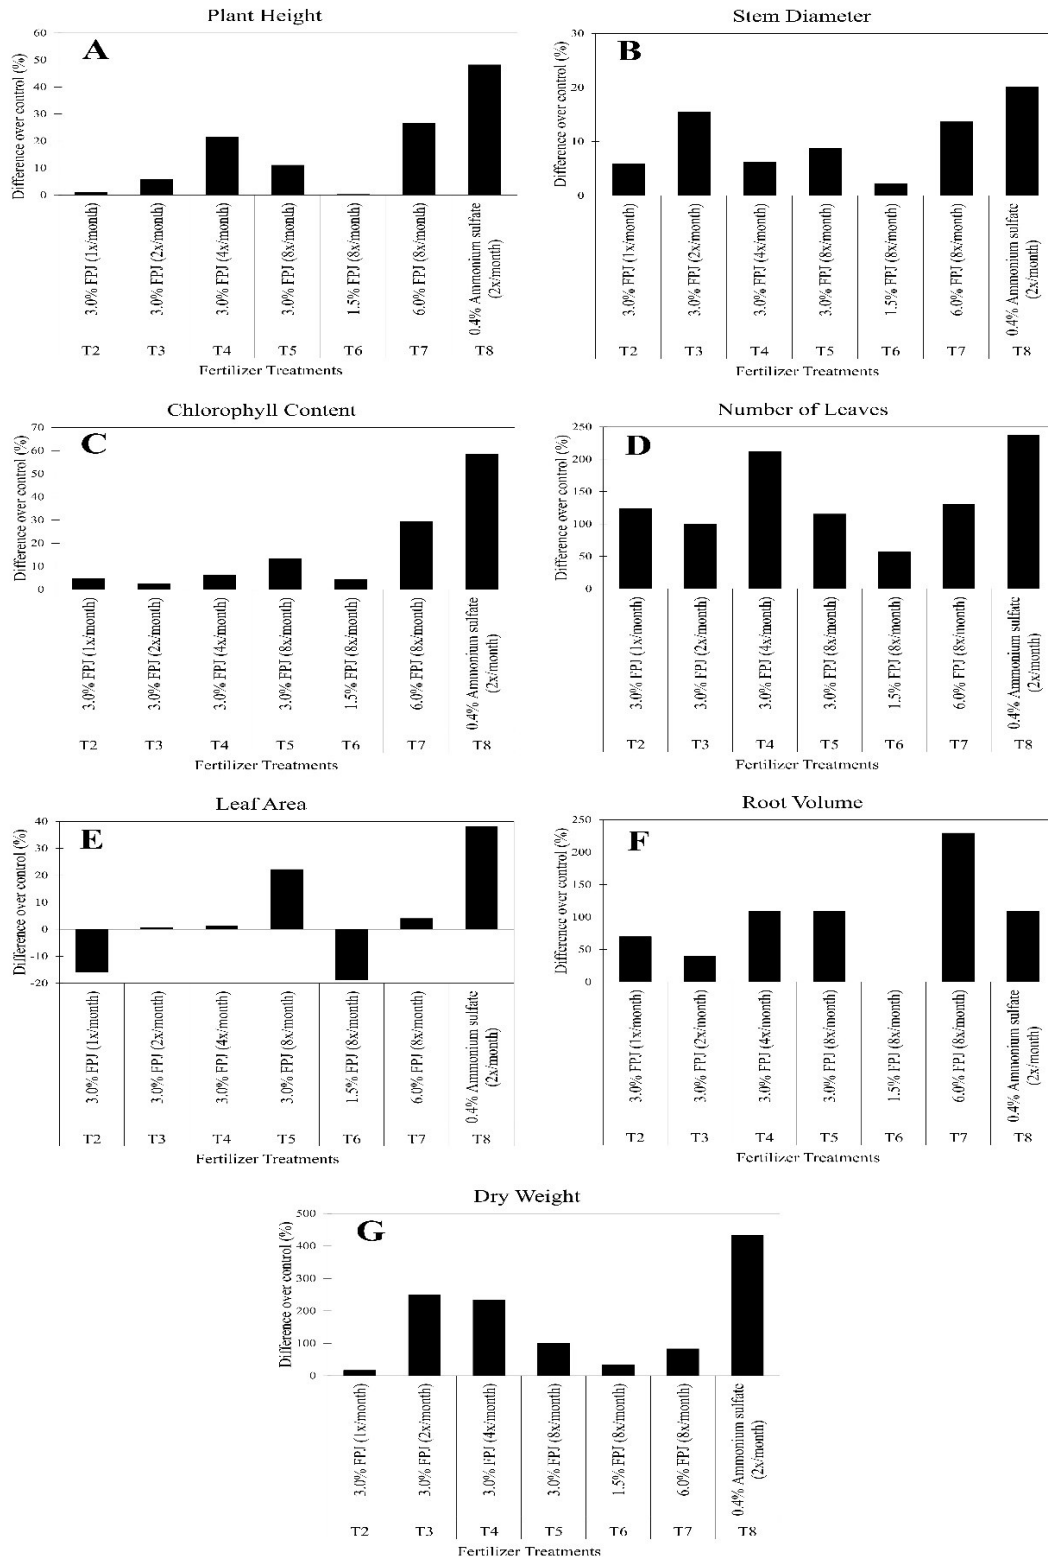 Plant Height
A
Difference over control (%)
60
50
40
30
20
10
0
3.0% FPJ (1x/month)
3.0% FPJ (2x/month)
3.0% FPJ (4x/month)
3.0% FPJ (8x/month)
1.5% FPJ (8x/month)
6.0% FPJ (8x/month)
0.4% Ammonium sulfate
(2x/month)
T2 T3 T4 T5 T6 T7 T8
Fertilizer Treatments
Stem Diameter
B
Difference over control (%)
30
20
10
0
3.0% FPJ (1x/month)
3.0% FPJ (2x/month)
3.0% FPJ (4x/month)
3.0% FPJ (8x/month)
1.5% FPJ (8x/month)
6.0% FPJ (8x/month)
0.4% Ammonium sulfate
(2x/month)
T2 T3 T4 T5 T6 T7 T8
Fertilizer Treatments
Chlorophyll Content
C
Difference over control (%)
70
60
50
40
30
20
10
0
3.0% FPJ (1x/month)
3.0% FPJ (2x/month)
3.0% FPJ (4x/month)
3.0% FPJ (8x/month)
1.5% FPJ (8x/month)
6.0% FPJ (8x/month)
0.4% Ammonium sulfate
(2x/month)
T2 T3 T4 T5 T6 T7 T8
Fertilizer Treatments
Number of Leaves
D
Difference over control (%)
250
200
150
100
50
0
3.0% FPJ (1x/month)
3.0% FPJ (2x/month)
3.0% FPJ (4x/month)
3.0% FPJ (8x/month)
1.5% FPJ (8x/month)
6.0% FPJ (8x/month)
0.4% Ammonium sulfate
(2x/month)
T2 T3 T4 T5 T6 T7 T8
Fertilizer Treatments
Leaf Area
E
Difference over control (%)
40
30
20
10
0
-10
-20
3.0% FPJ (1x/month)
3.0% FPJ (2x/month)
3.0% FPJ (4x/month)
3.0% FPJ (8x/month)
1.5% FPJ (8x/month)
6.0% FPJ (8x/month)
0.4% Ammonium sulfate
(2x/month)
T2 T3 T4 T5 T6 T7 T8
Fertilizer Treatments
Root Volume
F
Difference over control (%)
250
200
150
100
50
0
3.0% FPJ (1x/month)
3.0% FPJ (2x/month)
3.0% FPJ (4x/month)
3.0% FPJ (8x/month)
1.5% FPJ (8x/month)
6.0% FPJ (8x/month)
0.4% Ammonium sulfate
(2x/month)
T2 T3 T4 T5 T6 T7 T8
Fertilizer Treatments
Dry Weight
G
Difference over control (%)
500
400
300
200
100
0
3.0% FPJ (1x/month)
3.0% FPJ (2x/month)
3.0% FPJ (4x/month)
3.0% FPJ (8x/month)
1.5% FPJ (8x/month)
6.0% FPJ (8x/month)
0.4% Ammonium sulfate
(2x/month)
T2 T3 T4 T5 T6 T7 T8
Fertilizer Treatments